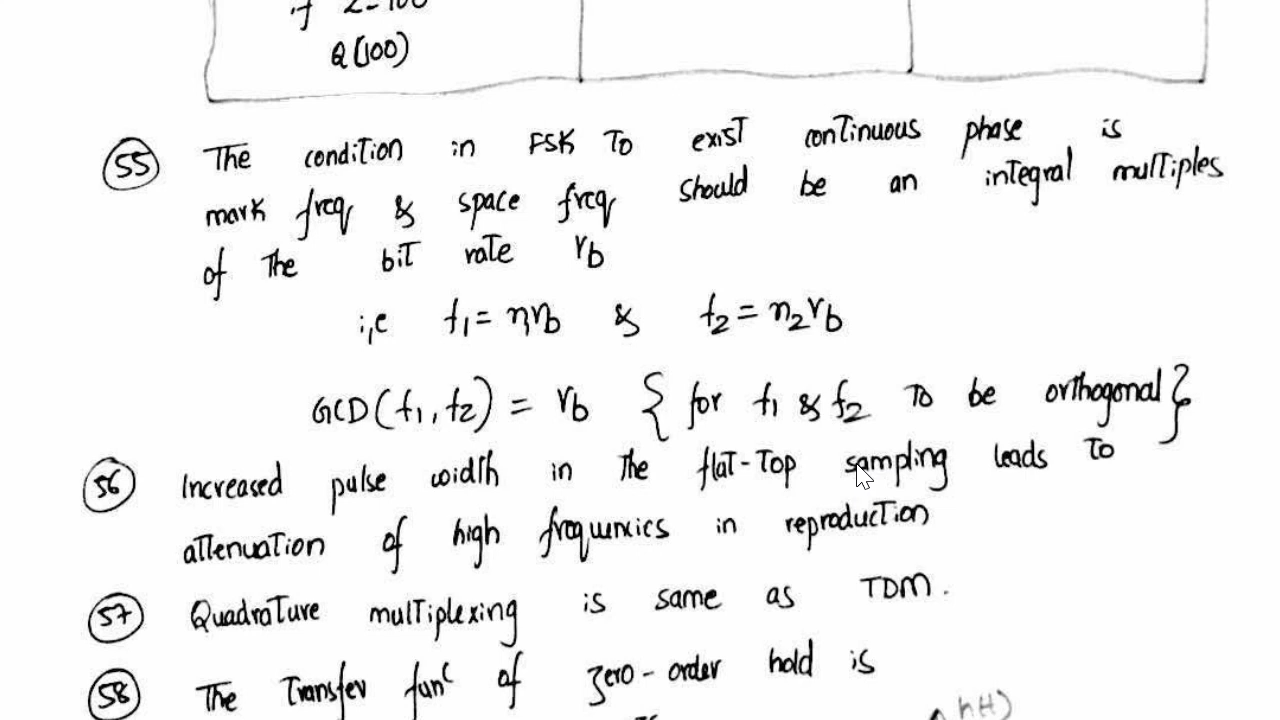 if Z=100
Q(100)
55 The condition in FSK To exist continuous phase is
mark freq & space freq should be an integral multiples
of The bit rate rb
i,e f1 = n1rb & f2 = n2rb
GCD(f1, f2) = rb { for f1 & f2 To be orthogonal }
56 Increased pulse width in The flat-Top sampling leads To
attenuation of high frequencies in reproduction
57 Quadrature multiplexing is same as TDM.
58 The Transfer func of Zero-order hold is
h(t)